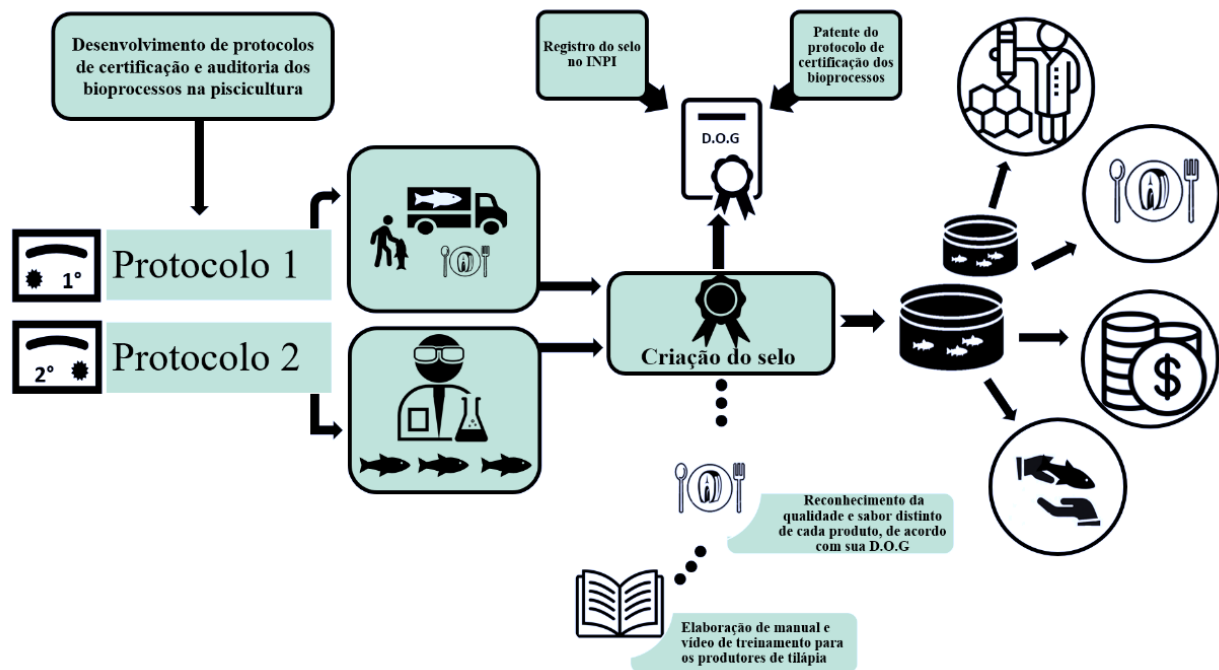 Desenvolvimento de protocolos
de certificação e auditoria dos
bioprocessos na piscicultura
Registro do selo
no INPI
Patente do
protocolo de
certificação dos
bioprocessos
D.O.G
1°
Protocolo 1
2°
Protocolo 2
Criação do selo
$
Reconhecimento da
qualidade e sabor distinto
de cada produto, de acordo
com sua D.O.G
Elaboração de manual e
vídeo de treinamento para
os produtores de tilápia